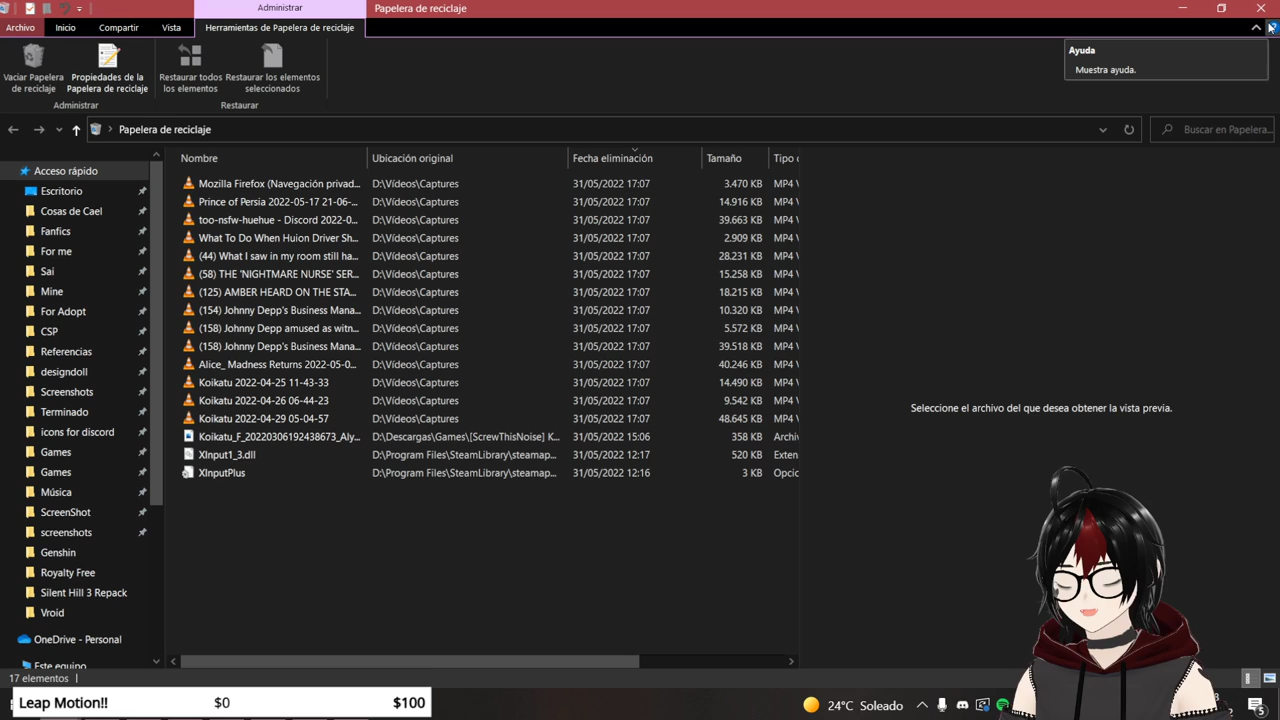 Administrar
Papelera de reciclaje
Archivo
Inicio
Compartir
Vista
Herramientas de Papelera de reciclaje
Vaciar Papelera de reciclaje
Propiedades de la Papelera de reciclaje
Restaurar todos los elementos
Restaurar los elementos seleccionados
Administrar
Restaurar
Ayuda
Muestra ayuda.
Papelera de reciclaje
Buscar en Papelera...
Acceso rápido
Escritorio
Cosas de Cael
Fanfics
For me
Sai
Mine
For Adopt
CSP
Referencias
designdoll
Screenshots
Terminado
icons for discord
Games
Games
Música
ScreenShot
screenshots
Genshin
Royalty Free
Silent Hill 3 Repack
Vroid
OneDrive - Personal
Este equipo
Nombre Ubicación original Fecha eliminación Tamaño Tipo
Mozilla Firefox (Navegación privad... D:\Vídeos\Captures 31/05/2022 17:07 3.470 KB MP4 V
Prince of Persia 2022-05-17 21-06-... D:\Vídeos\Captures 31/05/2022 17:07 14.916 KB MP4 V
too-nsfw-huehue - Discord 2022-0... D:\Vídeos\Captures 31/05/2022 17:07 39.663 KB MP4 V
What To Do When Huion Driver Sh... D:\Vídeos\Captures 31/05/2022 17:07 2.909 KB MP4 V
(44) What I saw in my room still ha... D:\Vídeos\Captures 31/05/2022 17:07 28.231 KB MP4 V
(58) THE 'NIGHTMARE NURSE' SER... D:\Vídeos\Captures 31/05/2022 17:07 15.258 KB MP4 V
(125) AMBER HEARD ON THE STA... D:\Vídeos\Captures 31/05/2022 17:07 18.215 KB MP4 V
(154) Johnny Depp's Business Mana... D:\Vídeos\Captures 31/05/2022 17:07 10.320 KB MP4 V
(158) Johnny Depp amused as witn... D:\Vídeos\Captures 31/05/2022 17:07 5.572 KB MP4 V
(158) Johnny Depp's Business Mana... D:\Vídeos\Captures 31/05/2022 17:07 39.518 KB MP4 V
Alice_ Madness Returns 2022-05-0... D:\Vídeos\Captures 31/05/2022 17:07 40.246 KB MP4 V
Koikatu 2022-04-25 11-43-33 D:\Vídeos\Captures 31/05/2022 17:07 14.490 KB MP4 V
Koikatu 2022-04-26 06-44-23 D:\Vídeos\Captures 31/05/2022 17:07 9.542 KB MP4 V
Koikatu 2022-04-29 05-04-57 D:\Vídeos\Captures 31/05/2022 17:07 48.645 KB MP4 V
Koikatu_F_20220306192438673_Aly... D:\Descargas\Games\[ScrewThisNoise] K... 31/05/2022 15:06 358 KB Archiv
XInput1_3.dll D:\Program Files\SteamLibrary\steamap... 31/05/2022 12:17 520 KB Exten
XInputPlus D:\Program Files\SteamLibrary\steamap... 31/05/2022 12:16 3 KB Opcio
Seleccione el archivo del que desea obtener la vista previa.
17 elementos
Leap Motion!! $0 $100
24°C Soleado